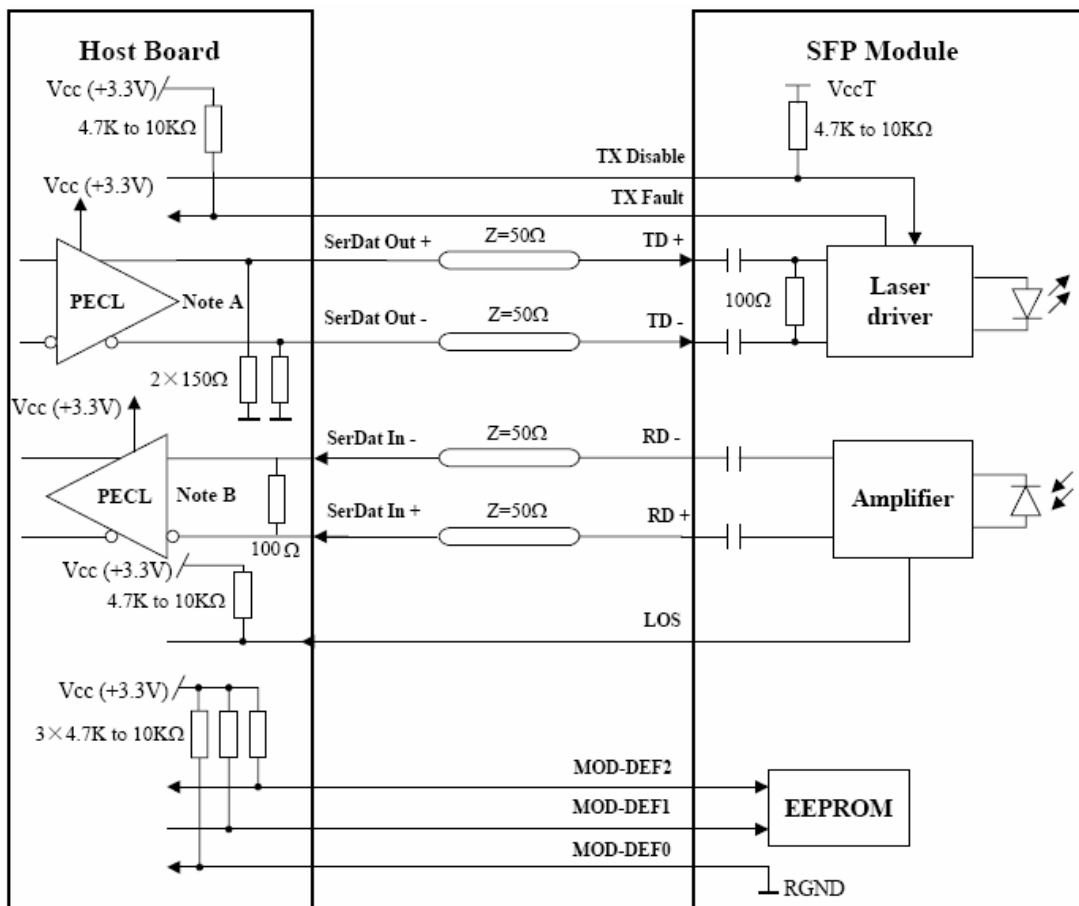 Host Board
SFP Module
Vcc (+3.3V)
4.7K to 10KΩ
VccT
4.7K to 10KΩ
TX Disable
Vcc (+3.3V)
TX Fault
SerDat Out +
Z=50Ω
TD +
PECL
Note A
100Ω
Laser
driver
SerDat Out -
Z=50Ω
TD -
2×150Ω
Vcc (+3.3V)
SerDat In -
Z=50Ω
RD -
PECL
Note B
Amplifier
SerDat In +
Z=50Ω
RD +
100Ω
Vcc (+3.3V)
4.7K to 10KΩ
LOS
Vcc (+3.3V)
3×4.7K to 10KΩ
MOD-DEF2
MOD-DEF1
EEPROM
MOD-DEF0
RGND